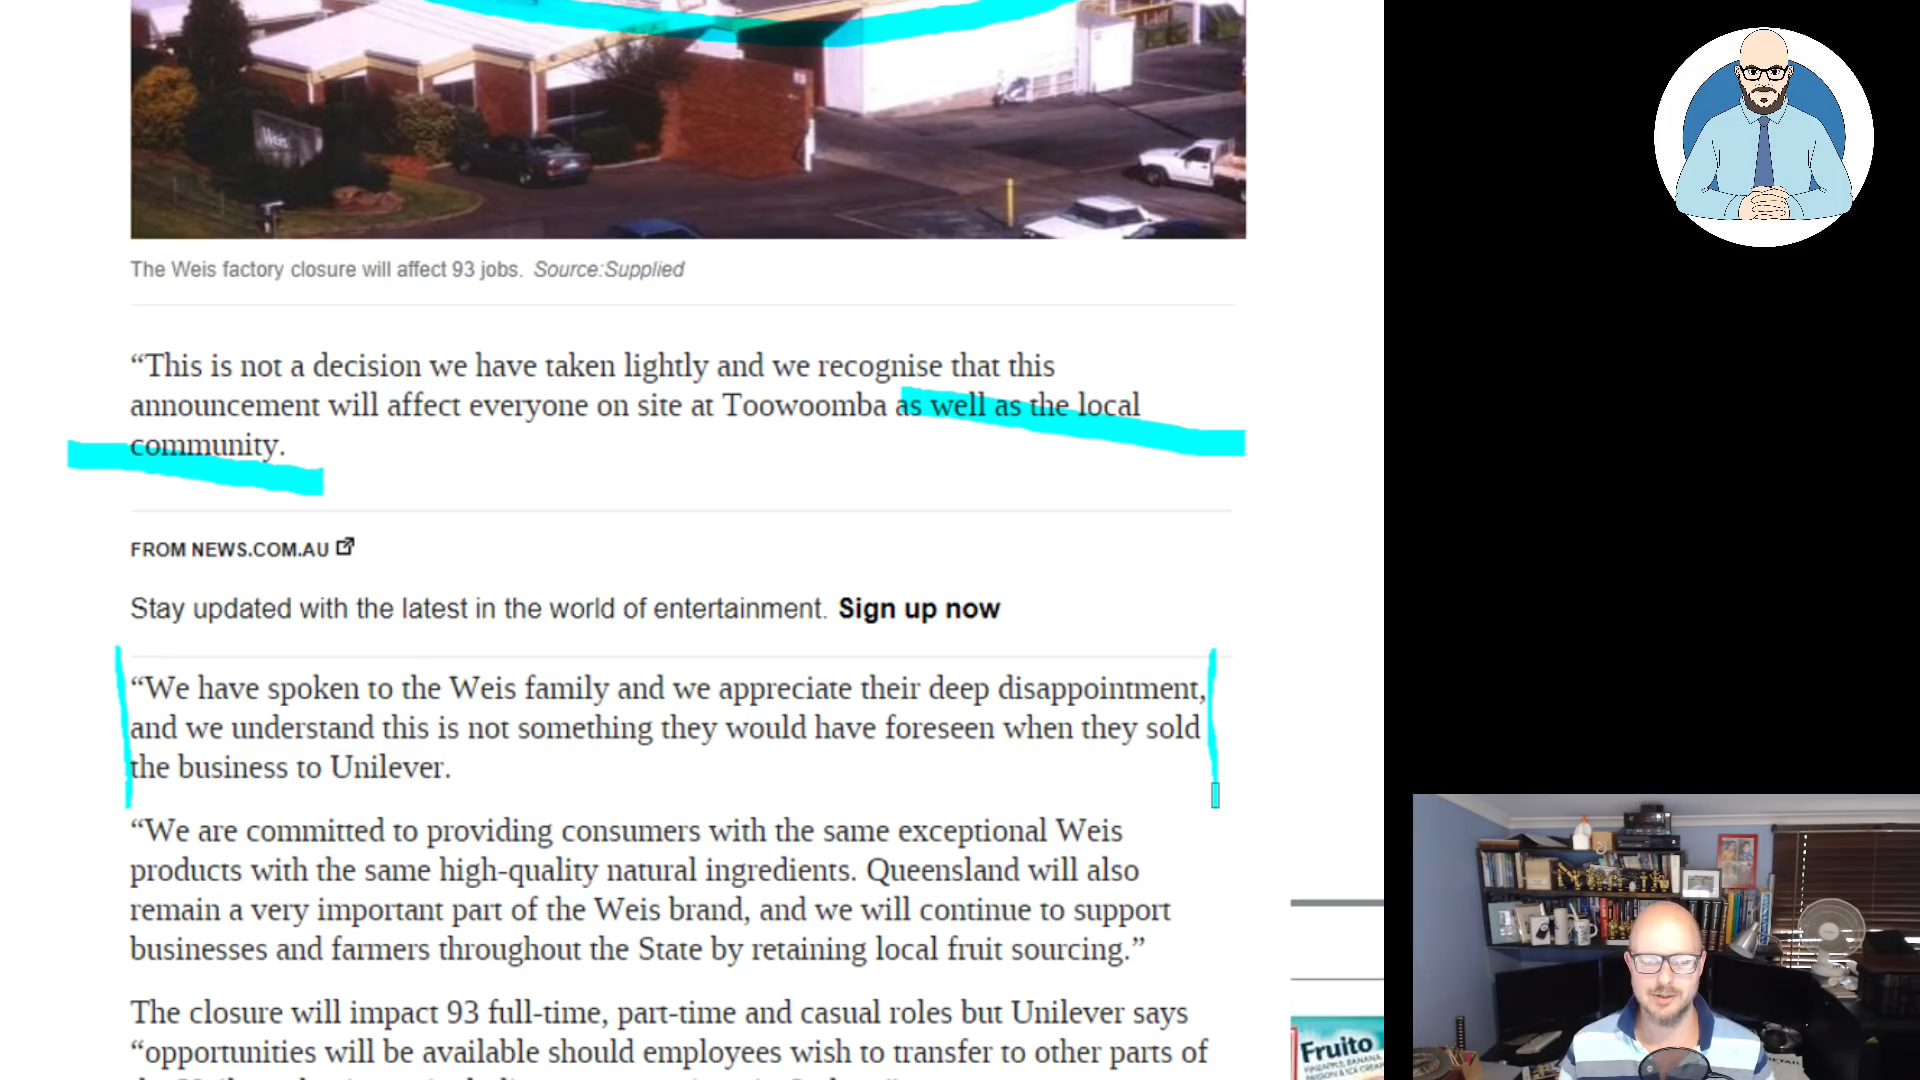 Weis
The Weis factory closure will affect 93 jobs. Source:Supplied
“This is not a decision we have taken lightly and we recognise that this
announcement will affect everyone on site at Toowoomba as well as the local
community.
FROM NEWS.COM.AU
Stay updated with the latest in the world of entertainment. Sign up now
“We have spoken to the Weis family and we appreciate their deep disappointment,
and we understand this is not something they would have foreseen when they sold
the business to Unilever.
“We are committed to providing consumers with the same exceptional Weis
products with the same high-quality natural ingredients. Queensland will also
remain a very important part of the Weis brand, and we will continue to support
businesses and farmers throughout the State by retaining local fruit sourcing.”
The closure will impact 93 full-time, part-time and casual roles but Unilever says
“opportunities will be available should employees wish to transfer to other parts of
Fruito